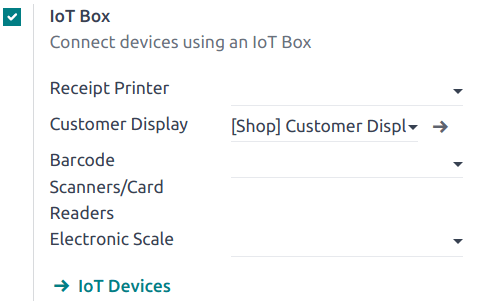 IoT Box
Connect devices using an IoT Box
Receipt Printer
Customer Display [Shop] Customer Displ
Barcode
Scanners/Card
Readers
Electronic Scale
IoT Devices